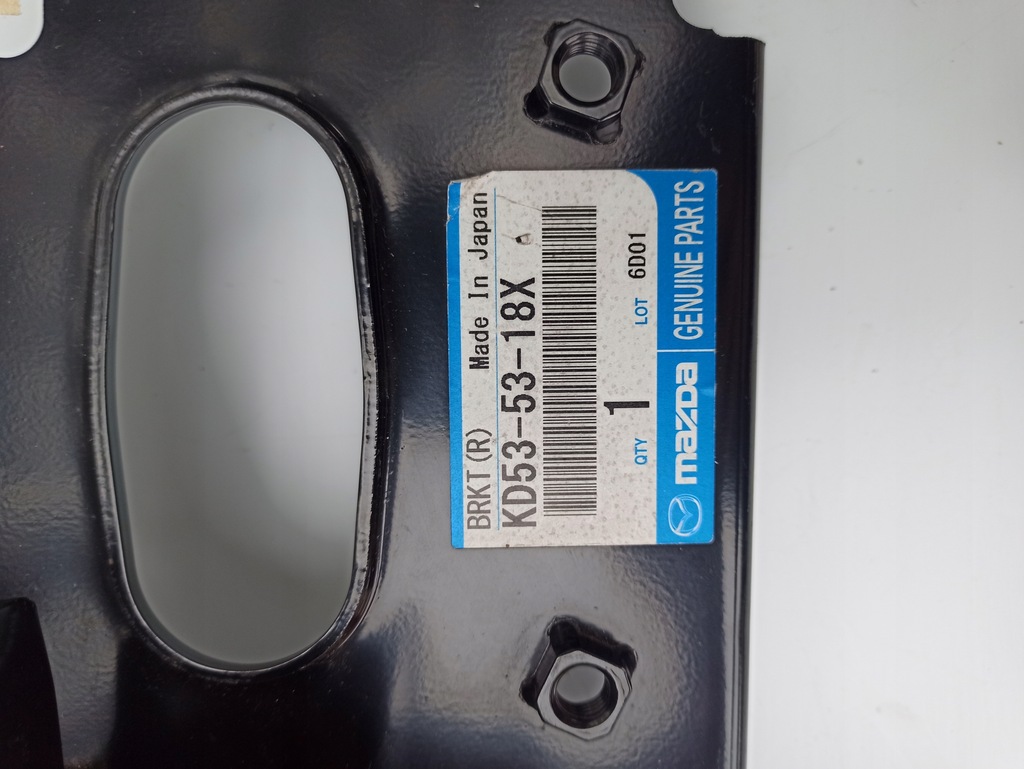 BRKT(R) Made In Japan
KD53-53-18X
QTY 1 LOT 6D01
mazda GENUINE PARTS